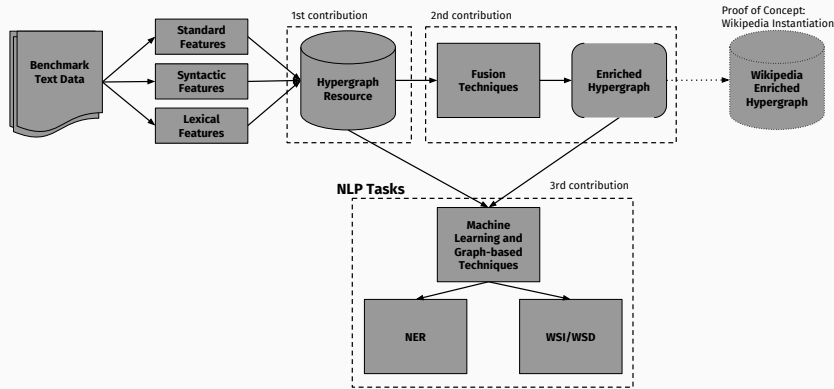 Proof of Concept:
Wikipedia Instantiation
1st contribution
2nd contribution
Benchmark
Text Data
Standard
Features
Syntactic
Features
Lexical
Features
Hypergraph
Resource
Fusion
Techniques
Enriched
Hypergraph
Wikipedia
Enriched
Hypergraph
NLP Tasks
3rd contribution
Machine
Learning and
Graph-based
Techniques
NER
WSI/WSD